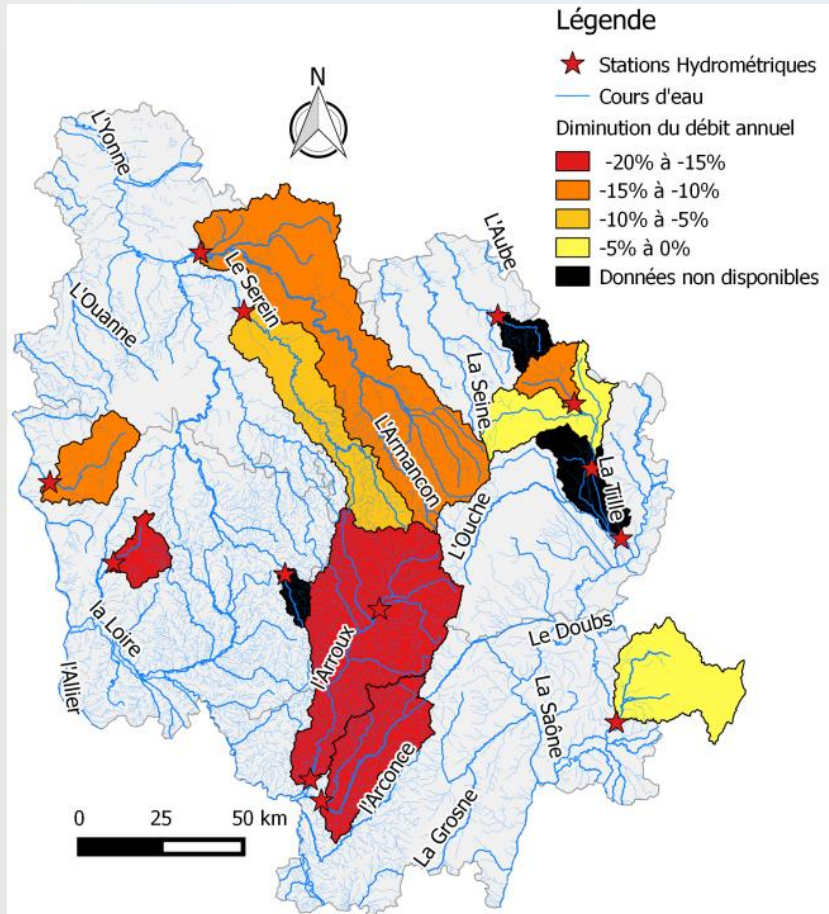 Légende
Stations Hydrométriques
Cours d'eau
Diminution du débit annuel
-20% à -15%
-15% à -10%
-10% à -5%
-5% à 0%
Données non disponibles
N
L'Yonne
L'Ouanne
Le Serein
L'Aube
La Seine
L'Armançon
La Tille
L'Ouche
la Loire
l'Allier
l'Arroux
Le Doubs
La Saône
l'Arconce
La Grosne
0 25 50 km